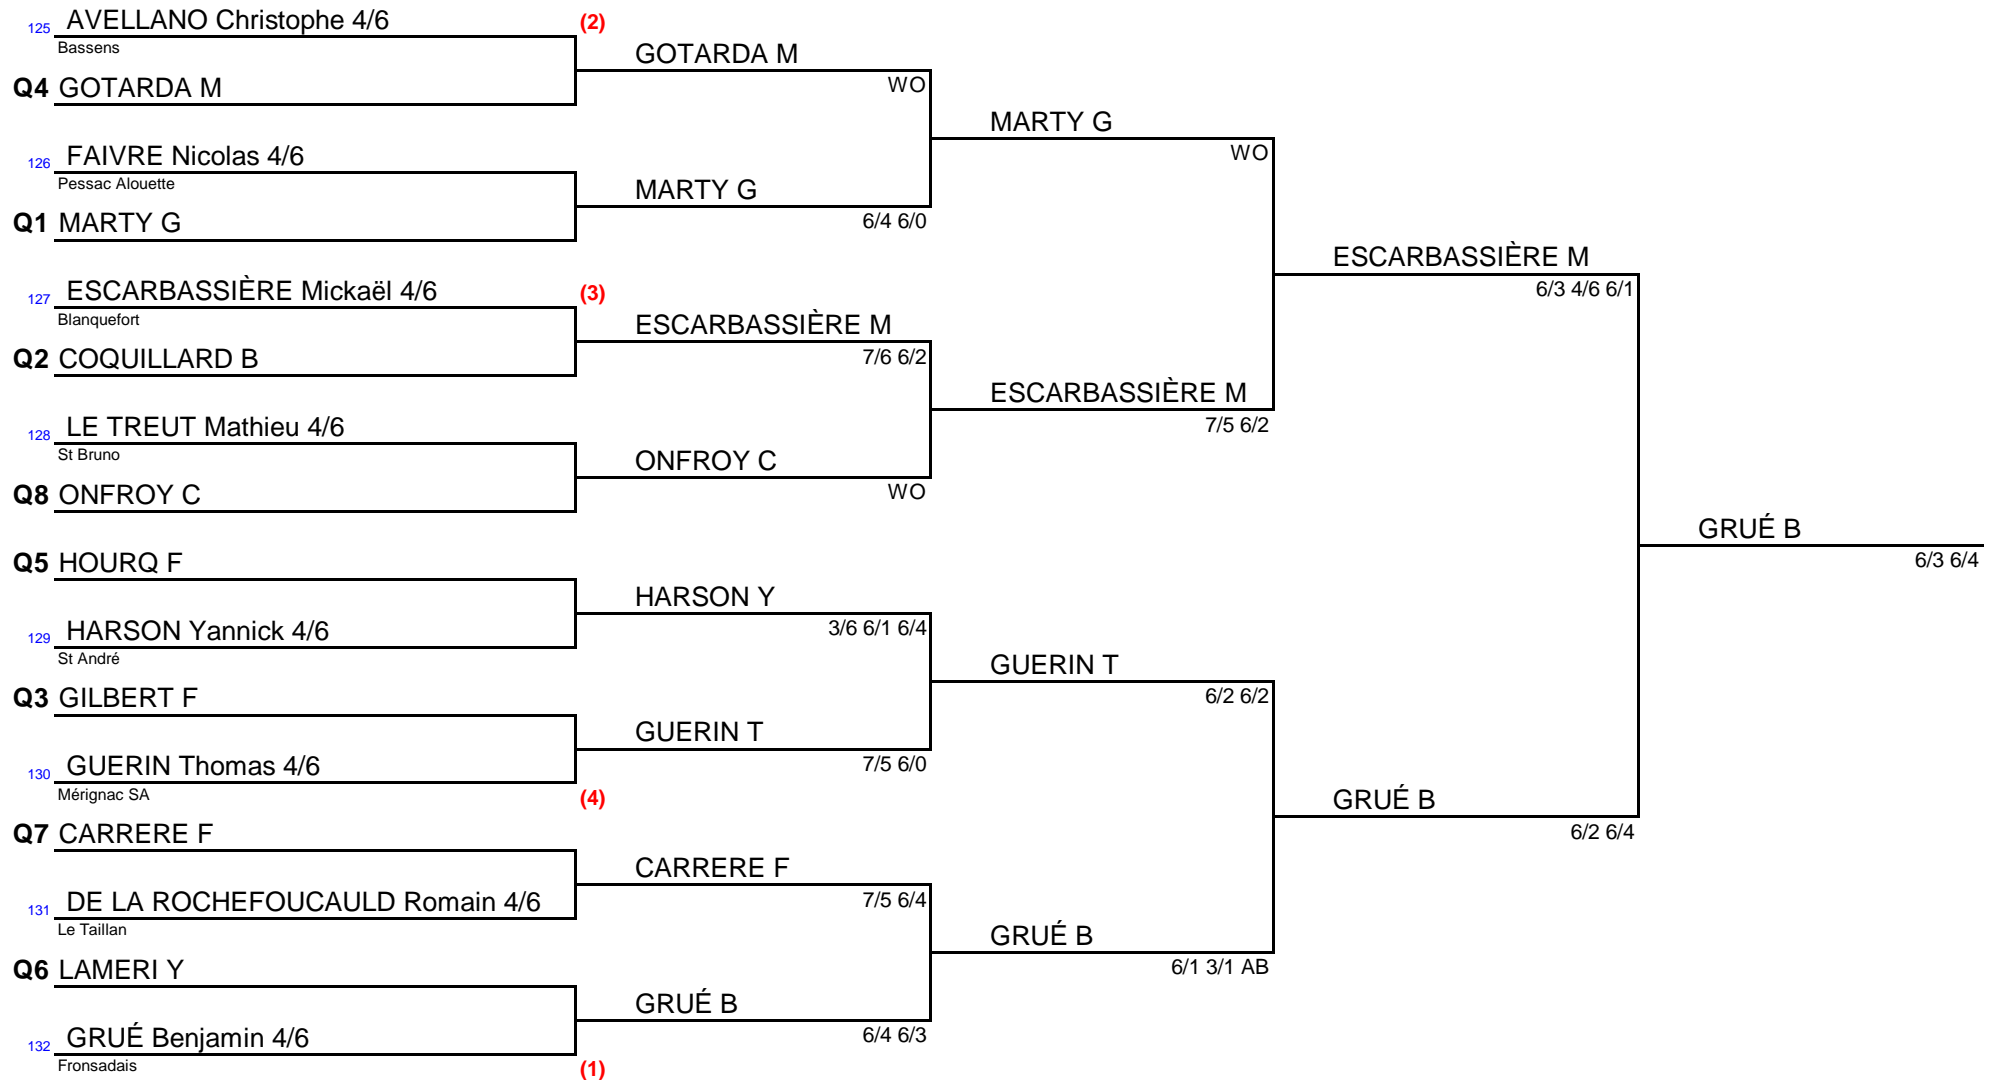 125 AVELLANO Christophe 4/6 (2)
Bassens
GOTARDA M
WO
Q4 GOTARDA M
MARTY G
WO
126 FAIVRE Nicolas 4/6
Pessac Alouette
MARTY G
6/4 6/0
Q1 MARTY G
ESCARBASSIÈRE M
6/3 4/6 6/1
127 ESCARBASSIÈRE Mickaël 4/6 (3)
Blanquefort
ESCARBASSIÈRE M
7/6 6/2
Q2 COQUILLARD B
ESCARBASSIÈRE M
7/5 6/2
128 LE TREUT Mathieu 4/6
St Bruno
ONFROY C
WO
Q8 ONFROY C
GRUÉ B
6/3 6/4
Q5 HOURQ F
HARSON Y
3/6 6/1 6/4
129 HARSON Yannick 4/6
St André
GUERIN T
6/2 6/2
Q3 GILBERT F
GUERIN T
7/5 6/0
130 GUERIN Thomas 4/6
Mérignac SA
(4)
GRUÉ B
6/2 6/4
Q7 CARRERE F
CARRERE F
7/5 6/4
131 DE LA ROCHEFOUCAULD Romain 4/6
Le Taillan
GRUÉ B
6/1 3/1 AB
Q6 LAMERI Y
GRUÉ B
6/4 6/3
132 GRUÉ Benjamin 4/6
Fronsadais
(1)